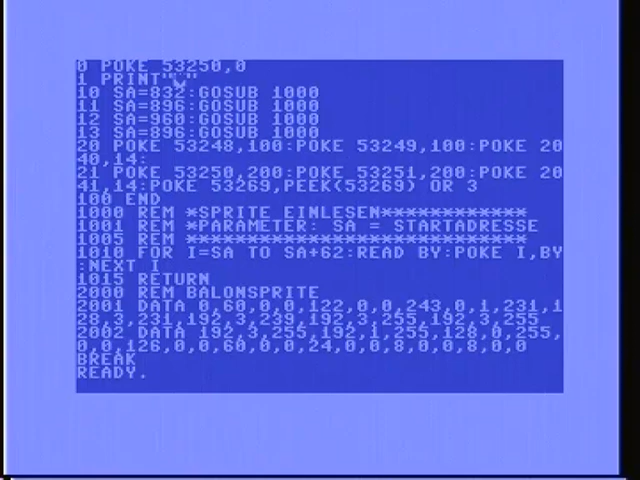 0 POKE 53250,0
1 PRINT"♥"
10 SA=832:GOSUB 1000
11 SA=896:GOSUB 1000
12 SA=960:GOSUB 1000
13 SA=896:GOSUB 1000
20 POKE 53248,100:POKE 53249,100:POKE 20
40,14:
21 POKE 53250,200:POKE 53251,200:POKE 20
41,14:POKE 53269,PEEK(53269) OR 3
100 END
1000 REM *SPRITE EINLESEN************
1001 REM *PARAMETER: SA = STARTADRESSE
1005 REM ****************************
1010 FOR I=SA TO SA+62:READ BY:POKE I,BY
:NEXT I
1015 RETURN
2000 REM BALONSPRITE
2001 DATA 0,60,0,0,122,0,0,243,0,1,231,1
28,3,231,192,3,239,192,3,255,192,3,255
2002 DATA 192,3,255,192,1,255,128,0,255,
0,0,126,0,0,60,0,0,24,0,0,8,0,0,8,0,0
BREAK
READY.